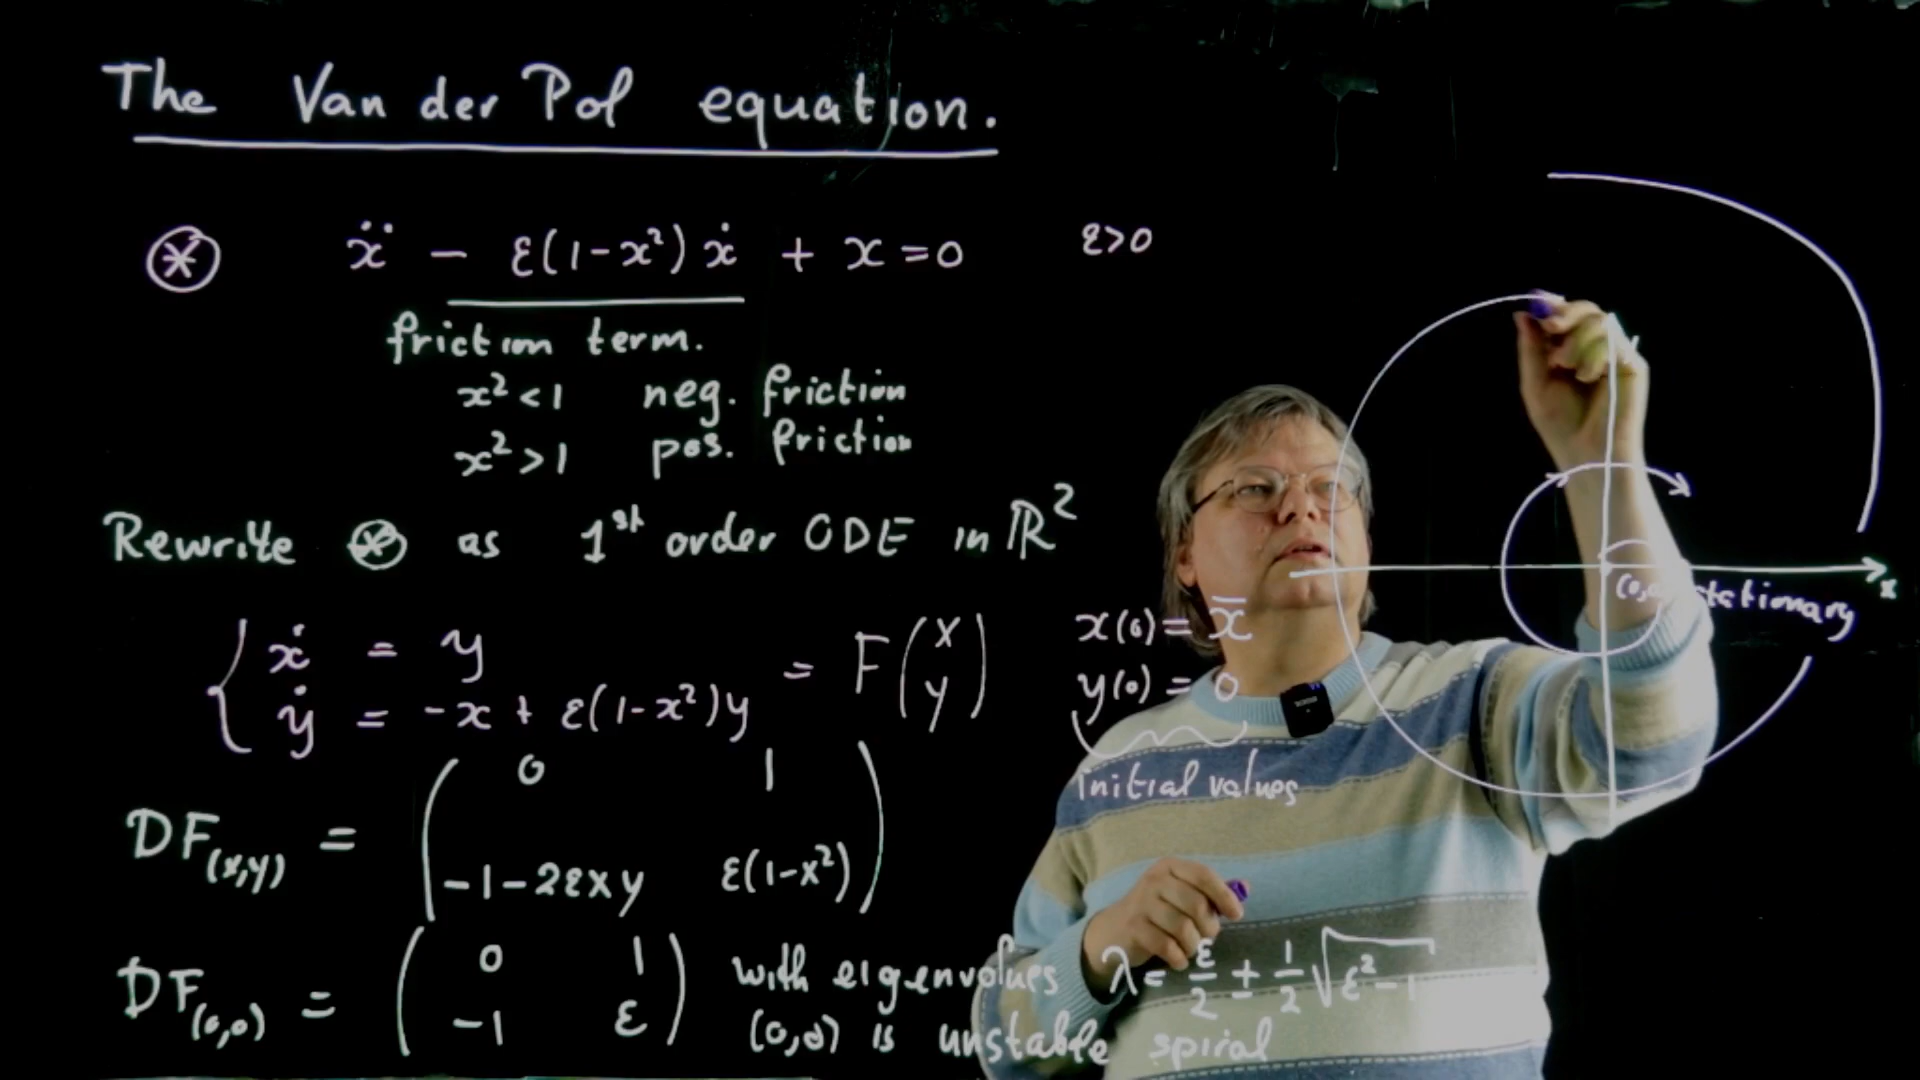 The Van der Pol equation.
⊛ ẍ - ε(1-x²)ẋ + x = 0 ε>0
friction term.
x² < 1 neg. friction
x² > 1 pos. friction
Rewrite ⊛ as 1st order ODE in ℝ²
{ ẋ = y
ẏ = -x + ε(1-x²)y = F(x y)
x(0) = x̿
y(0) = 0
initial values
DF(x,y) = ( 0 1
-1-2εxy ε(1-x²) )
DF(0,0) = ( 0 1
-1 ε ) with eigenvalues λ = ε/2 ± 1/2 √ε²-1
(0,0) is unstable spiral
y
x
(0,0) stationary